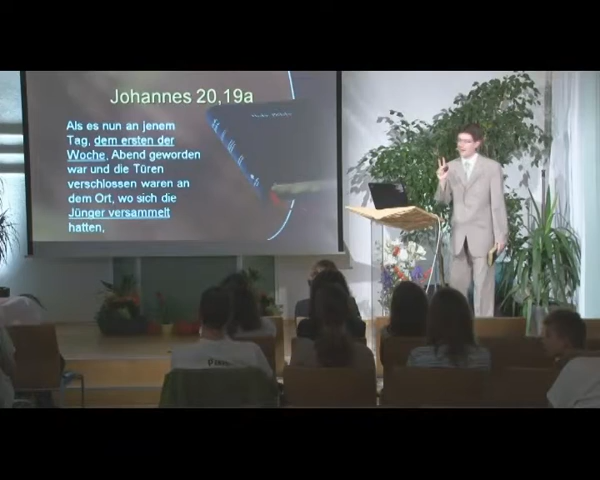 Johannes 20,19a
Als es nun an jenem
Tag, dem ersten der
Woche, Abend geworden
war und die Türen
verschlossen waren an
dem Ort, wo sich die
Jünger versammelt
hatten,